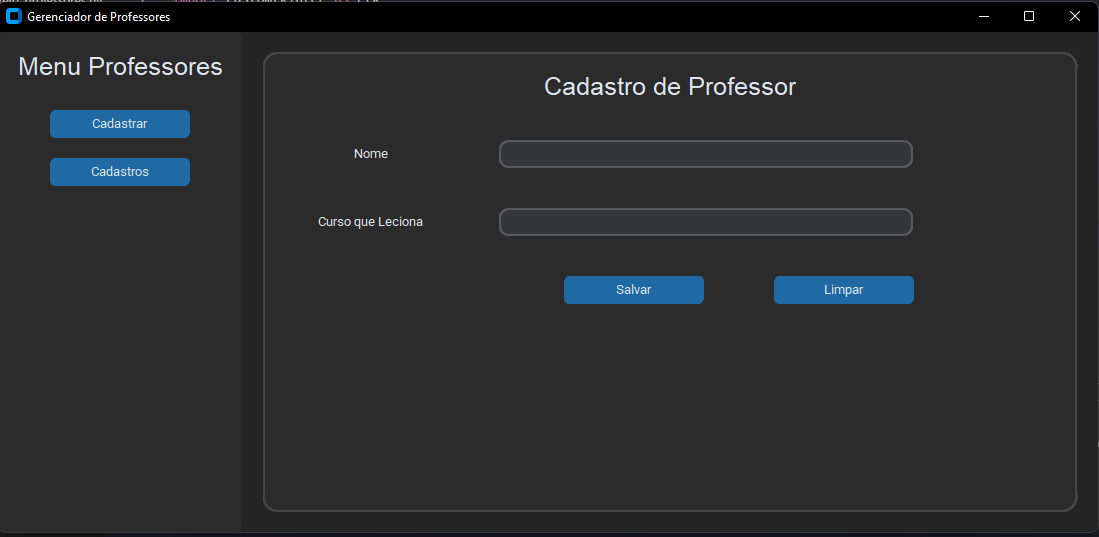 Gerenciador de Professores
Menu Professores
Cadastrar
Cadastros
Cadastro de Professor
Nome
Curso que Leciona
Salvar
Limpar